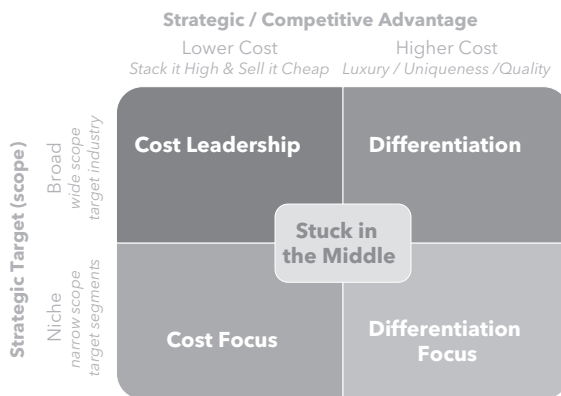 Strategic / Competitive Advantage
Lower Cost
Stack it High & Sell it Cheap
Higher Cost
Luxury / Uniqueness /Quality
Strategic Target (scope)
Broad
wide scope
target industry
Cost Leadership
Differentiation
Stuck in
the Middle
Niche
narrow scope
target segments
Cost Focus
Differentiation
Focus